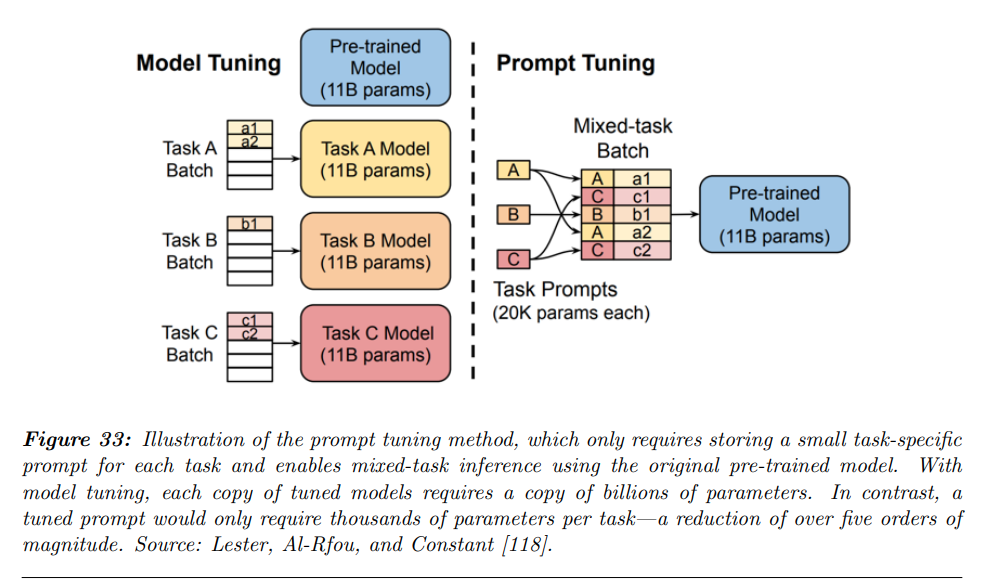 Model Tuning
Pre-trained
Model
(11B params)
Task A
Batch
a1
a2
Task A Model
(11B params)
Task B
Batch
b1
Task B Model
(11B params)
Task C
Batch
c1
c2
Task C Model
(11B params)
Prompt Tuning
Mixed-task
Batch
A
B
C
A a1
C c1
B b1
A a2
C c2
Task Prompts
(20K params each)
Pre-trained
Model
(11B params)
Figure 33: Illustration of the prompt tuning method, which only requires storing a small task-specific
prompt for each task and enables mixed-task inference using the original pre-trained model. With
model tuning, each copy of tuned models requires a copy of billions of parameters. In contrast, a
tuned prompt would only require thousands of parameters per task—a reduction of over five orders of
magnitude. Source: Lester, Al-Rfou, and Constant [118].